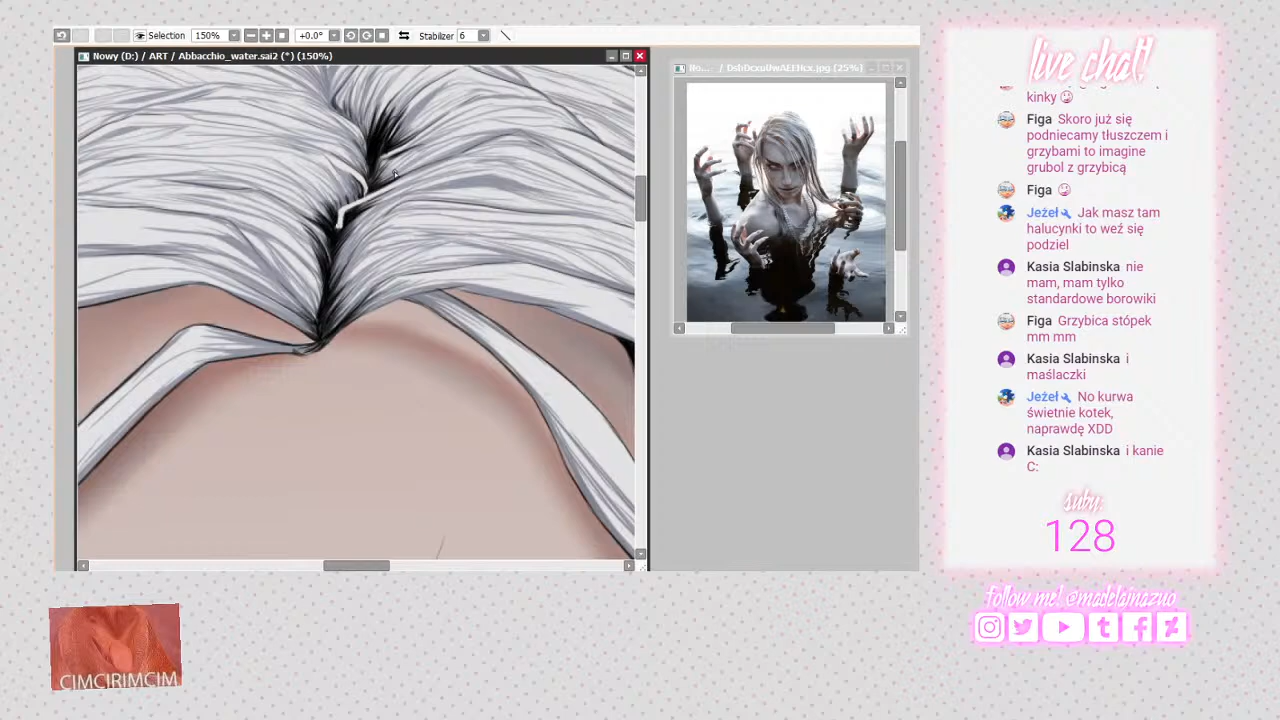 Selection 150% +0.0° Stabilizer 6
Nowy (D:) / ART / Abbacchio_water.sai2 (*) (150%)
live chat!
kinky
Figa Skoro już się
podniecamy tłuszczem i
grzybami to imagine
grubol z grzybicą
Figa
Jeżeł Jak masz tam
halucynki to weź się
podziel
Kasia Slabinska nie
mam, mam tylko
standardowe borowiki
Figa Grzybica stópek
mm mm
Kasia Slabinska i
maślaczki
Jeżeł No kurwa
świetnie kotek,
naprawdę XDD
Kasia Slabinska i kanie
C:
suby:
128
follow me! @madelajnazuo
CIMCIRIMCIM